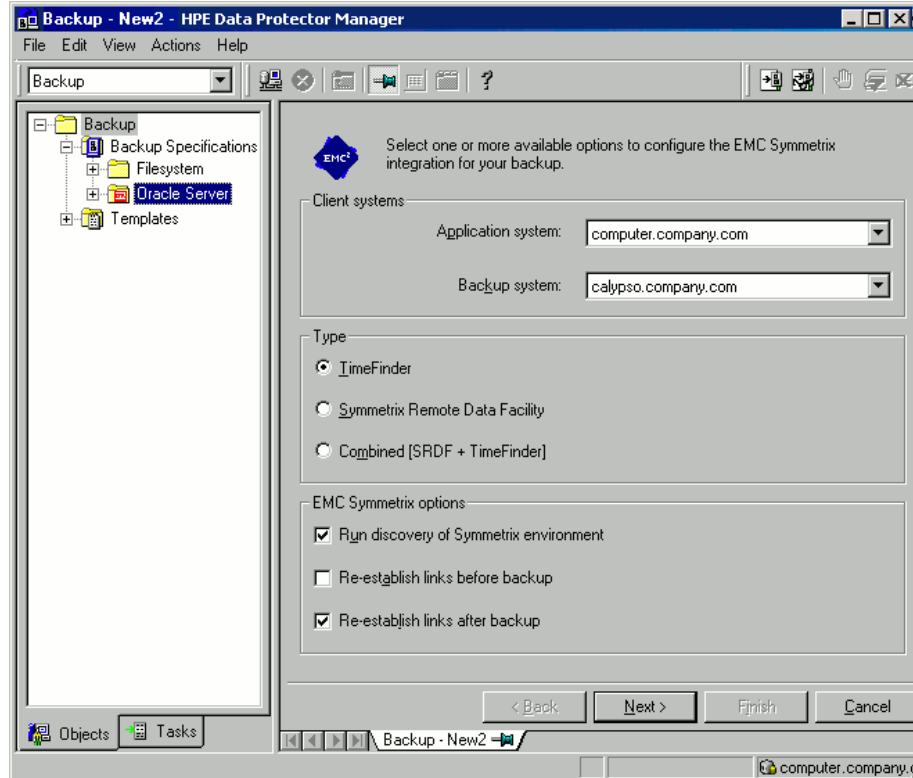 Backup - New2 - HPE Data Protector Manager
File Edit View Actions Help
Backup
?
Backup
Backup Specifications
Filesystem
Oracle Server
Templates
EMC²
Select one or more available options to configure the EMC Symmetrix
integration for your backup.
Client systems
Application system: computer.company.com
Backup system: calypso.company.com
Type
TimeFinder
Symmetrix Remote Data Facility
Combined [SRDF + TimeFinder]
EMC Symmetrix options
Run discovery of Symmetrix environment
Re-establish links before backup
Re-establish links after backup
< Back Next > Finish Cancel
Objects Tasks
Backup - New2
computer.company.